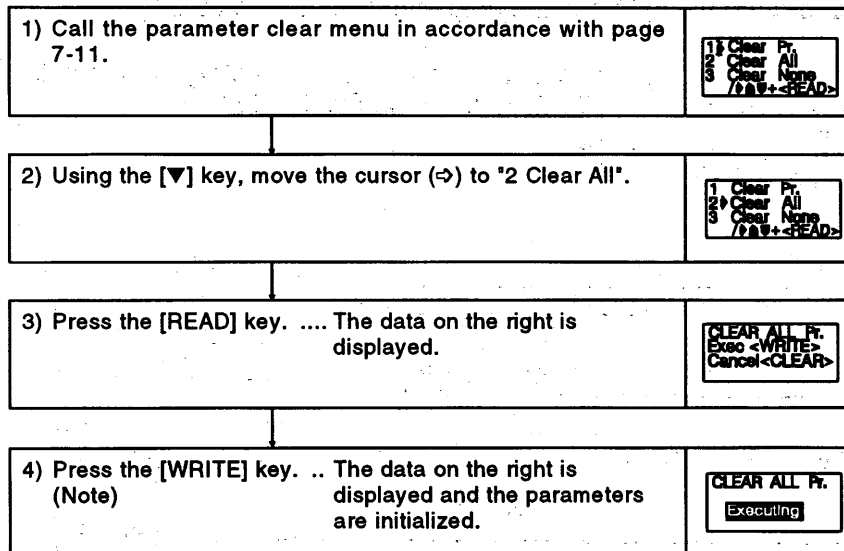 1) Call the parameter clear menu in accordance with page
7-11.
1 Clear Pr.
2 Clear All
3 Clear None
+<READ>
2) Using the [▼] key, move the cursor (⇨) to "2 Clear All".
1 Clear Pr.
2 Clear All
3 Clear None
+<READ>
3) Press the [READ] key. .... The data on the right is
displayed.
CLEAR ALL Pr.
Exec <WRITE>
Cancel<CLEAR>
4) Press the [WRITE] key. .. The data on the right is
(Note) displayed and the parameters
are initialized.
CLEAR ALL Pr.
Executing